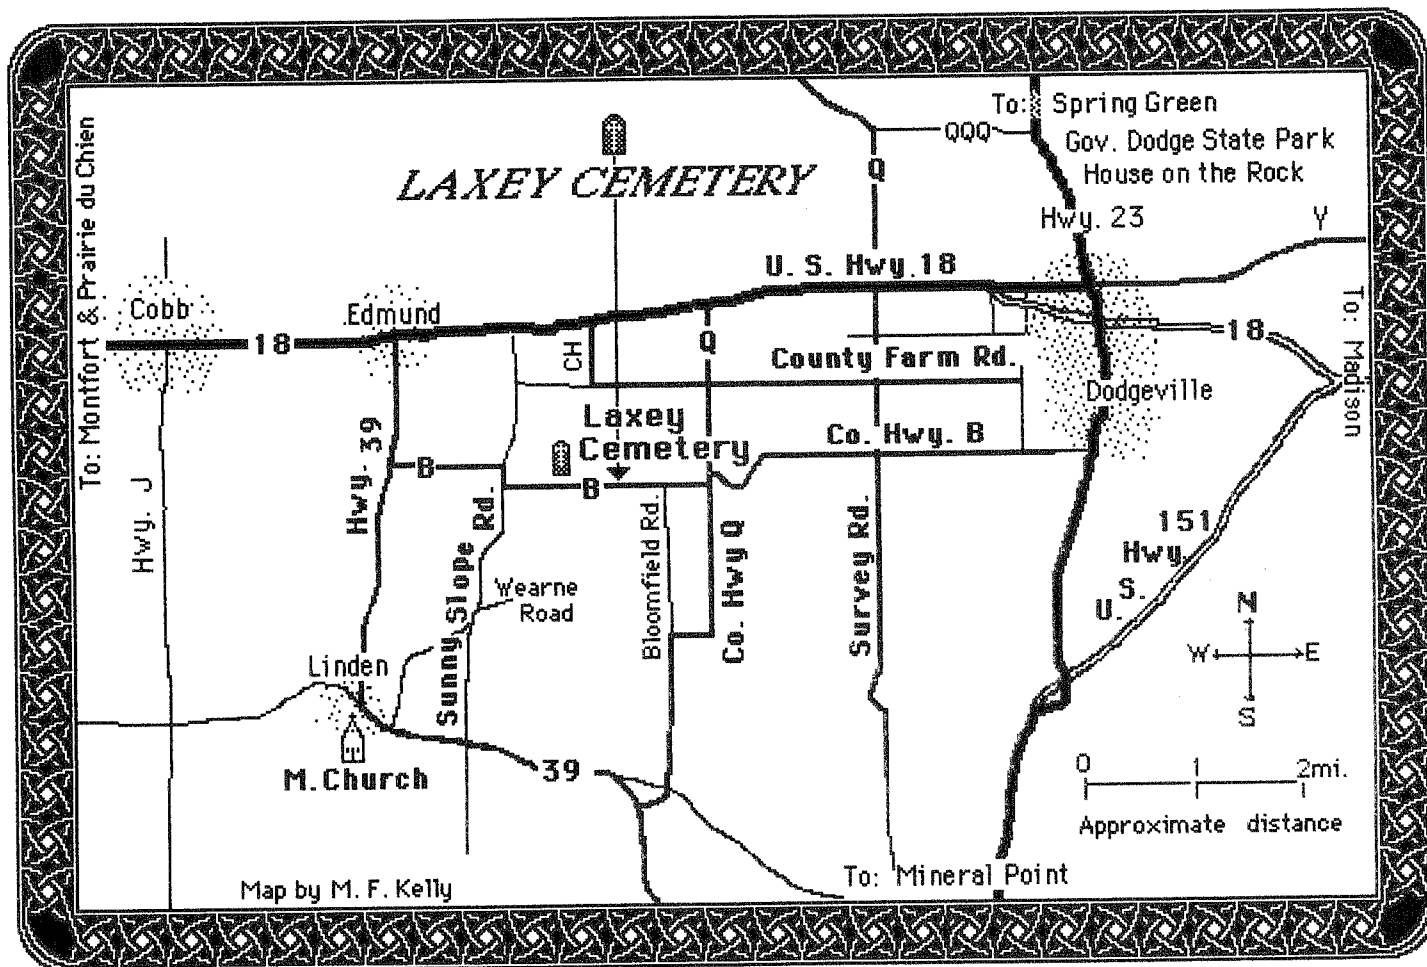 To: Spring Green
QQQ
Gov. Dodge State Park
House on the Rock
Q
LAXEY CEMETERY
Hwy. 23
Y
U. S. Hwy. 18
To: Montfort & Prairie du Chien
Cobb
Edmund
18
CH
Q
County Farm Rd.
18
To: Madison
Dodgeville
Laxey
Cemetery
Co. Hwy. B
Hwy. 39
B
B
Hwy. J
Sunny Slope Rd.
Wearne
Road
Bloomfield Rd.
Co. Hwy Q
Survey Rd.
U. S. Hwy. 151
N
W E
S
Linden
M. Church
39
0 1 2mi.
Approximate distance
To: Mineral Point
Map by M. F. Kelly